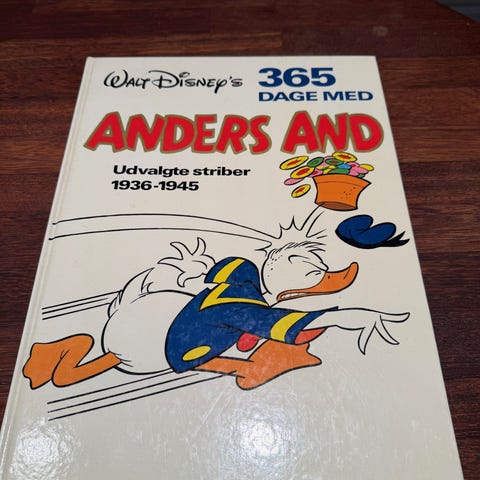 WALT DISNEY'S
365
DAGE MED
ANDERS AND
Udvalgte striber
1936-1945